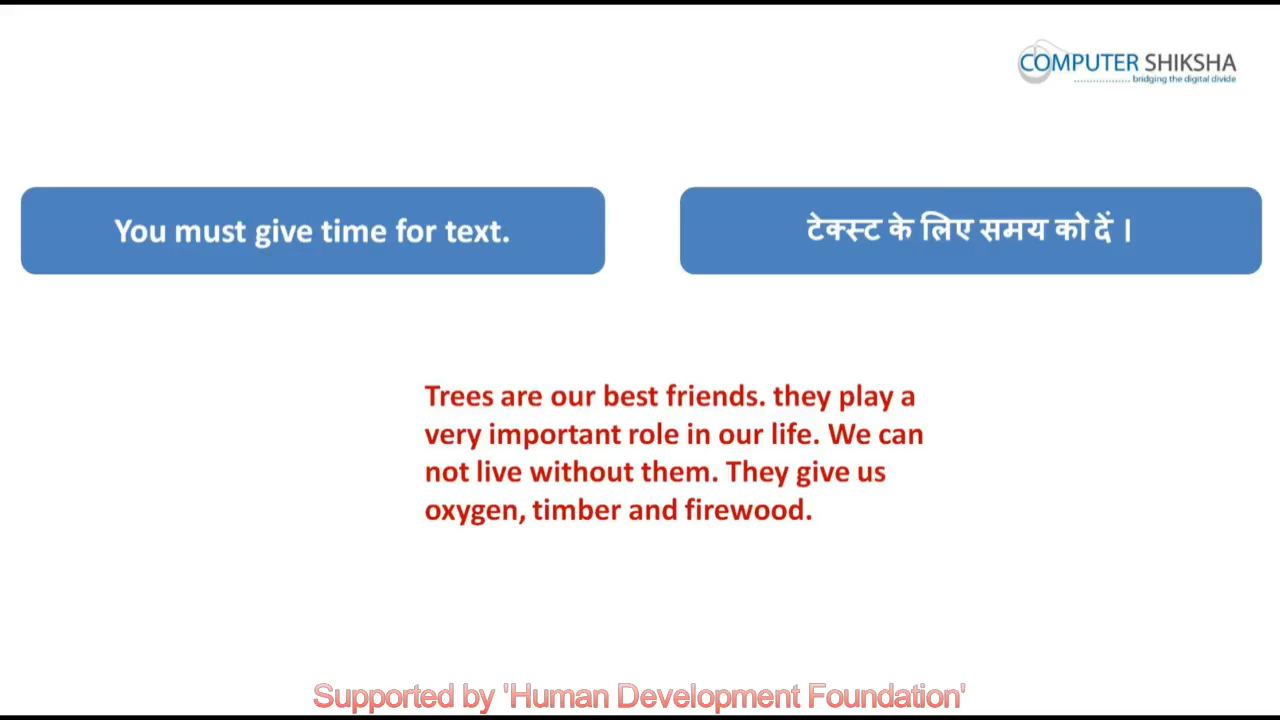 COMPUTER SHIKSHA
bridging the digital divide
You must give time for text.
टेक्स्ट के लिए समय को दें ।
Trees are our best friends. they play a
very important role in our life. We can
not live without them. They give us
oxygen, timber and firewood.
Supported by 'Human Development Foundation'